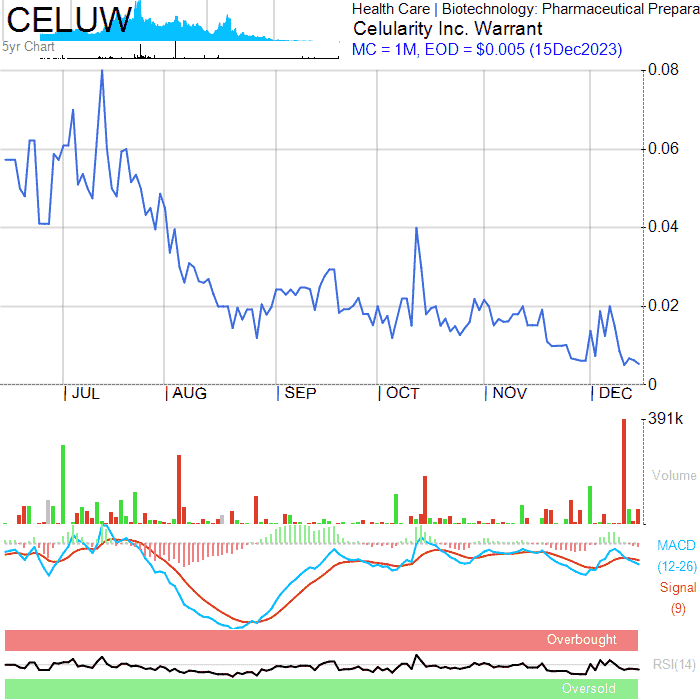 CELUW
Health Care | Biotechnology: Pharmaceutical Prepara
Celularity Inc. Warrant
5yr Chart
MC = 1M, EOD = $0.005 (15Dec2023)
0.08
0.06
0.04
0.02
0
| JUL | AUG | SEP | OCT | NOV | DEC
391k
Volume
MACD
(12-26)
Signal
(9)
Overbought
RSI(14)
Oversold